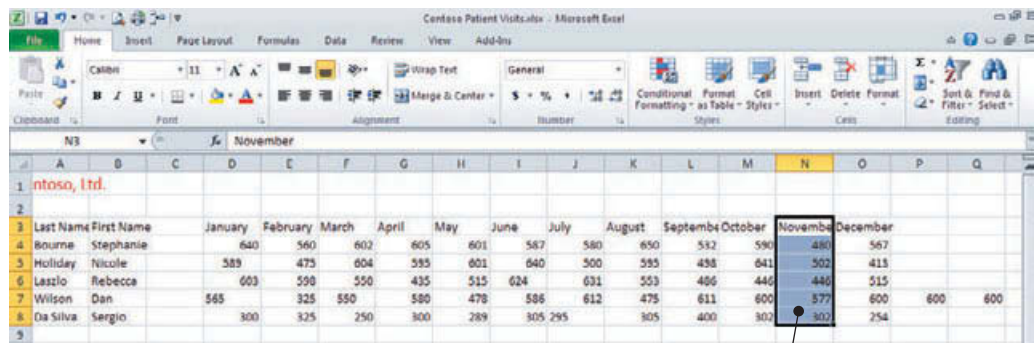 Contoso Patient Visits.xlsx - Microsoft Excel
File Home Insert Page Layout Formulas Data Review View Add-Ins
Calibri 11 A A Wrap Text General
Paste B I U A Merge & Center $ % , Conditional Formatting Format as Table Cell Styles Insert Delete Format Σ Sort & Filter Find & Select
Clipboard Font Alignment Number Styles Cells Editing
N3 fx November
A B C D E F G H I J K L M N O P Q
1 ntoso, Ltd.
2
3 Last Name First Name January February March April May June July August Septembe October Novembe December
4 Bourne Stephanie 640 560 602 605 601 587 580 650 532 590 480 567
5 Holiday Nicole 589 475 604 595 601 640 500 595 498 641 502 413
6 Laszlo Rebecca 603 598 550 435 515 624 631 553 486 446 446 515
7 Wilson Dan 565 325 550 580 478 586 612 475 611 600 577 600 600 600
8 Da Silva Sergio 300 325 250 300 289 305 295 305 400 302 302 254
9